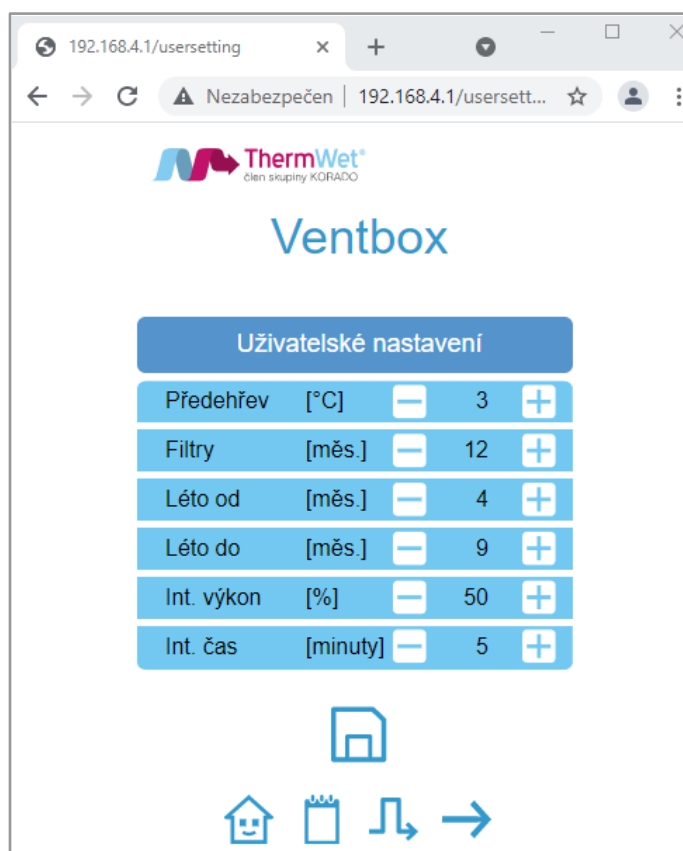 192.168.4.1/usersetting
Nezabezpečen | 192.168.4.1/usersett...
ThermWet®
člen skupiny KORADO
Ventbox
Uživatelské nastavení
Předehřev [°C] 3
Filtry [měs.] 12
Léto od [měs.] 4
Léto do [měs.] 9
Int. výkon [%] 50
Int. čas [minuty] 5